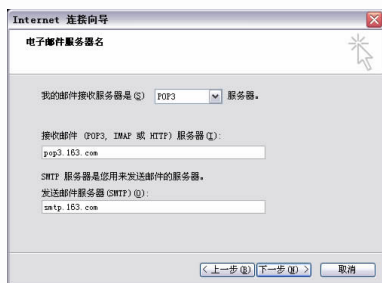 Internet 连接向导
电子邮件服务器名
我的邮件接收服务器是(S) POP3 服务器。
接收邮件 (POP3, IMAP 或 HTTP) 服务器(I):
pop3.163.com
SMTP 服务器是您用来发送邮件的服务器。
发送邮件服务器(SMTP)(O):
smtp.163.com
<上一步(B) 下一步(N)> 取消